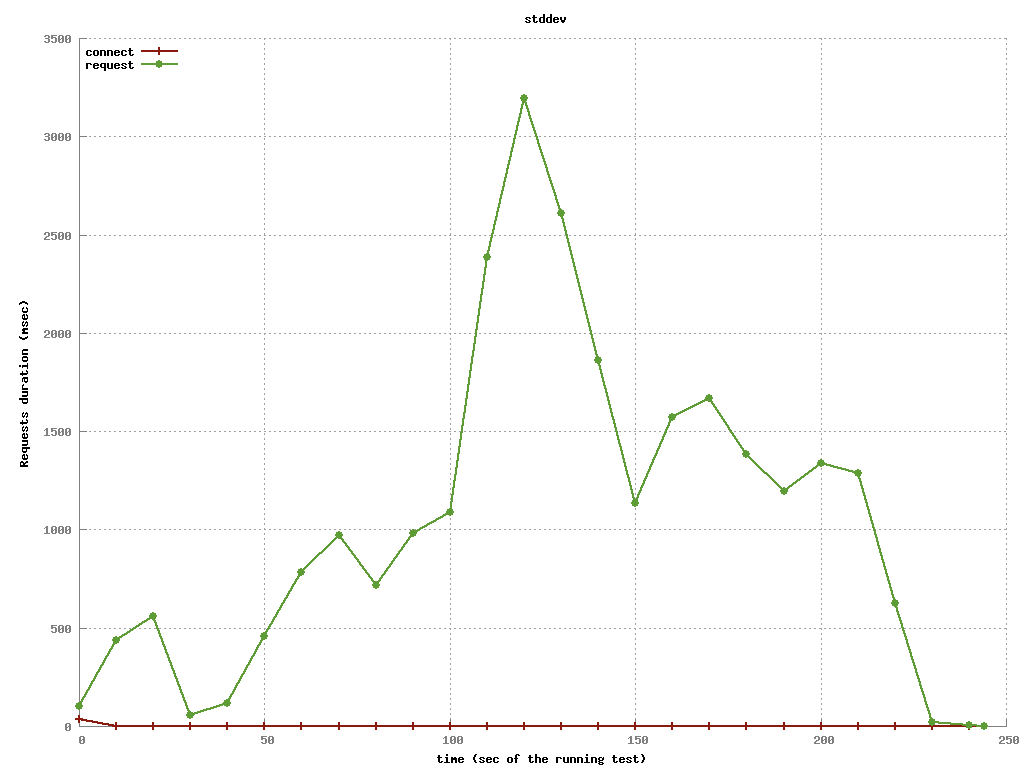 stddev
3500
connect
request
3000
2500
2000
1500
1000
500
0
Requests duration (msec)
0 50 100 150 200 250
time (sec of the running test)